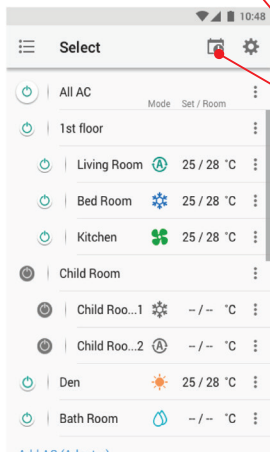 10:48
Select
All AC
Mode Set / Room
1st floor
Living Room A 25 / 28 °C
Bed Room 25 / 28 °C
Kitchen 25 / 28 °C
Child Room
Child Roo...1 -- / -- °C
Child Roo...2 A -- / -- °C
Den 25 / 28 °C
Bath Room -- / -- °C